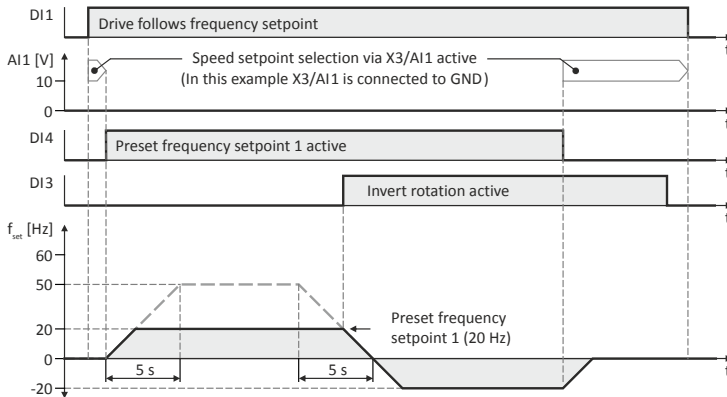 DI1
Drive follows frequency setpoint
t
AI1 [V]
Speed setpoint selection via X3/AI1 active
(In this example X3/AI1 is connected to GND)
10
0
t
DI4
Preset frequency setpoint 1 active
t
DI3
Invert rotation active
t
fset [Hz]
60
50
Preset frequency
setpoint 1 (20 Hz)
20
0
t
5 s
5 s
-20